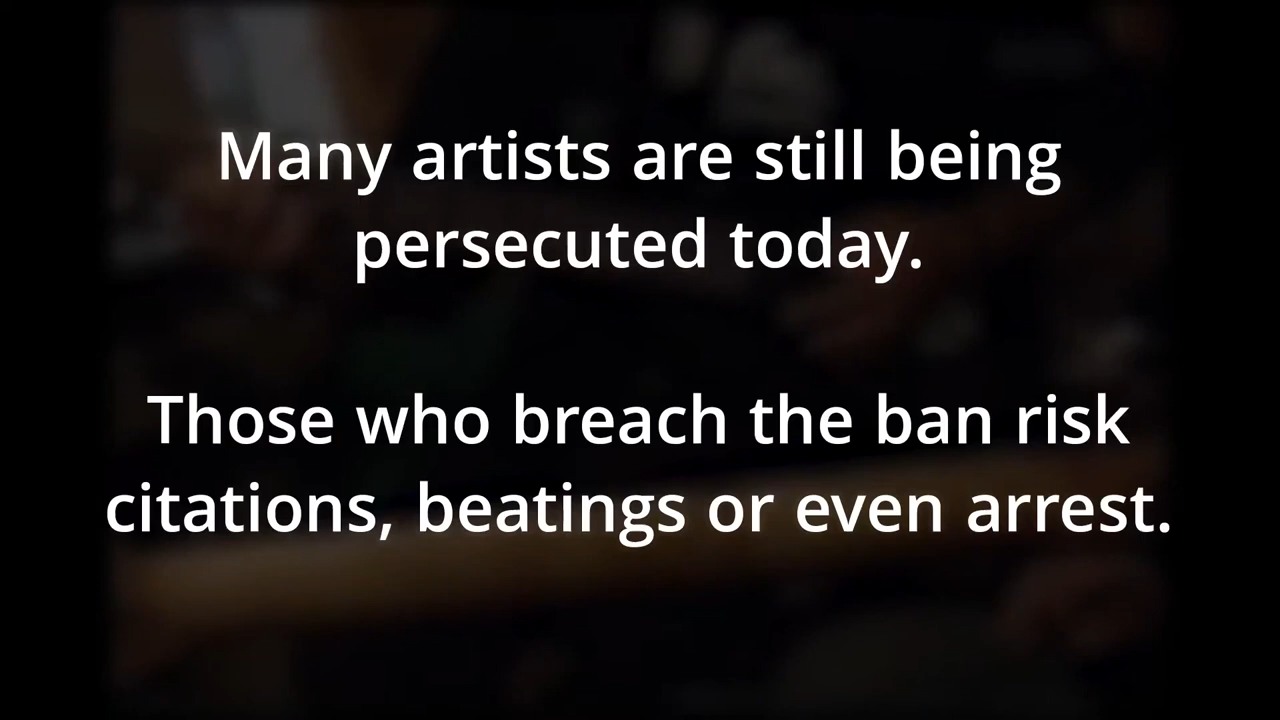 Many artists are still being
persecuted today.
Those who breach the ban risk
citations, beatings or even arrest.